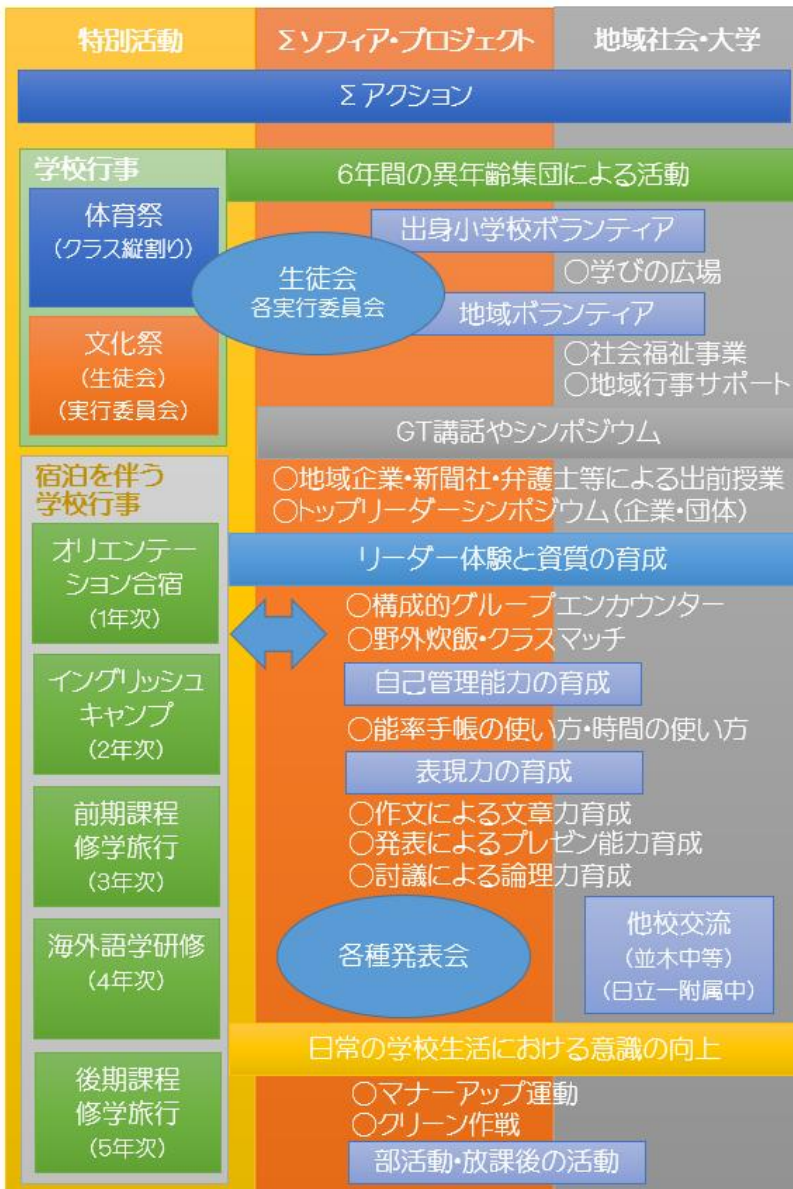 特別活動
Σソフィア・プロジェクト
地域社会・大学
Σアクション
学校行事
6年間の異年齢集団による活動
体育祭
(クラス縦割り)
出身小学校ボランティア
○学びの広場
生徒会
各実行委員会
地域ボランティア
○社会福祉事業
○地域行事サポート
文化祭
(生徒会)
(実行委員会)
GT講話やシンポジウム
○地域企業・新聞社・弁護士等による出前授業
○トップリーダーシンポジウム(企業・団体)
宿泊を伴う
学校行事
オリエンテー
ション合宿
(1年次)
リーダー体験と資質の育成
○構成的グループエンカウンター
○野外炊飯・クラスマッチ
自己管理能力の育成
○能率手帳の使い方・時間の使い方
イングリッシュ
キャンプ
(2年次)
表現力の育成
○作文による文章力育成
○発表によるプレゼン能力育成
○討議による論理力育成
前期課程
修学旅行
(3年次)
海外語学研修
(4年次)
各種発表会
他校交流
(並木中等)
(日立一附属中)
日常の学校生活における意識の向上
○マナーアップ運動
○クリーン作戦
部活動・放課後の活動
後期課程
修学旅行
(5年次)